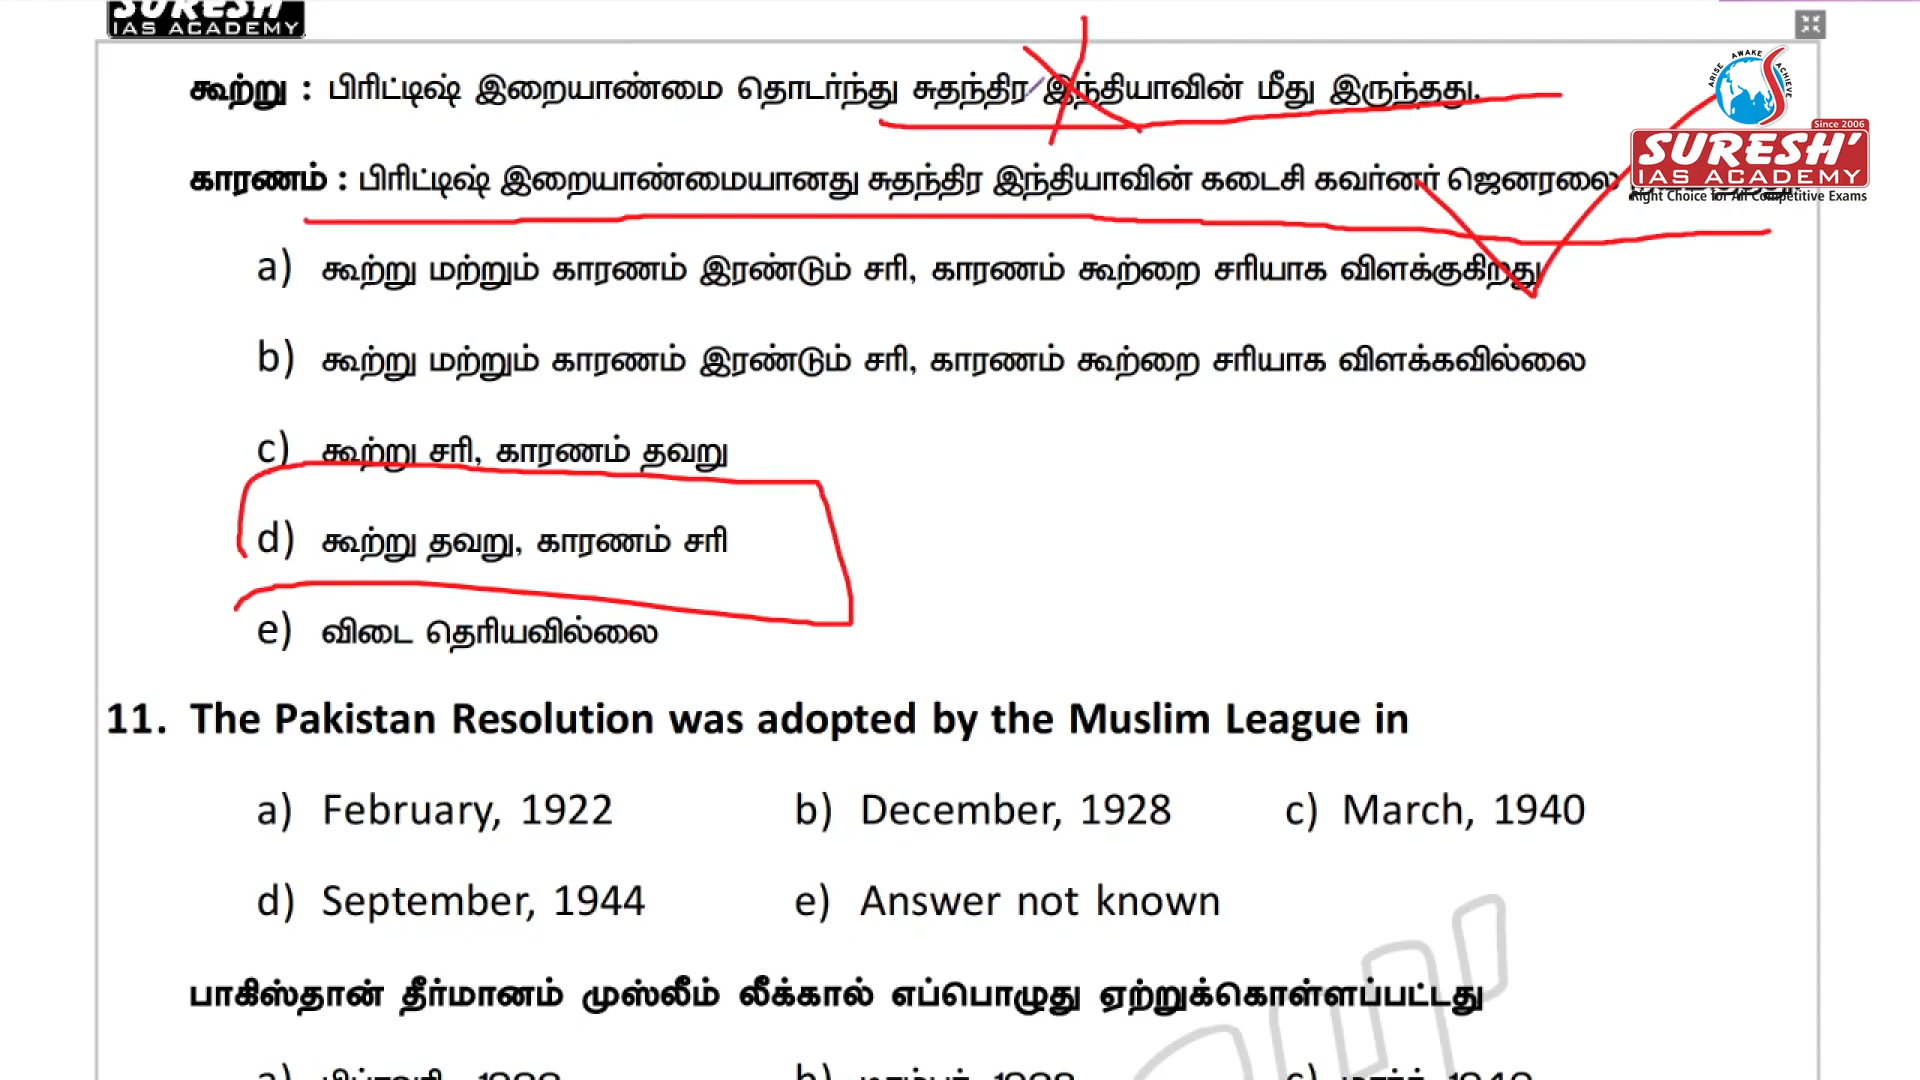 SURESH'
IAS ACADEMY
கூற்று : பிரிட்டிஷ் இறையாண்மை தொடர்ந்து சுதந்திர இந்தியாவின் மீது இருந்தது.
AWAKE
ARISE
ACHIEVE
Since 2006
SURESH'
IAS ACADEMY
Right Choice for All Competitive Exams
காரணம் : பிரிட்டிஷ் இறையாண்மையானது சுதந்திர இந்தியாவின் கடைசி கவர்னர் ஜெனரலை
a) கூற்று மற்றும் காரணம் இரண்டும் சரி, காரணம் கூற்றை சரியாக விளக்குகிறது
b) கூற்று மற்றும் காரணம் இரண்டும் சரி, காரணம் கூற்றை சரியாக விளக்கவில்லை
c) கூற்று சரி, காரணம் தவறு
d) கூற்று தவறு, காரணம் சரி
e) விடை தெரியவில்லை
11. The Pakistan Resolution was adopted by the Muslim League in
a) February, 1922 b) December, 1928 c) March, 1940
d) September, 1944 e) Answer not known
பாகிஸ்தான் தீர்மானம் முஸ்லீம் லீக்கால் எப்பொழுது ஏற்றுக்கொள்ளப்பட்டது